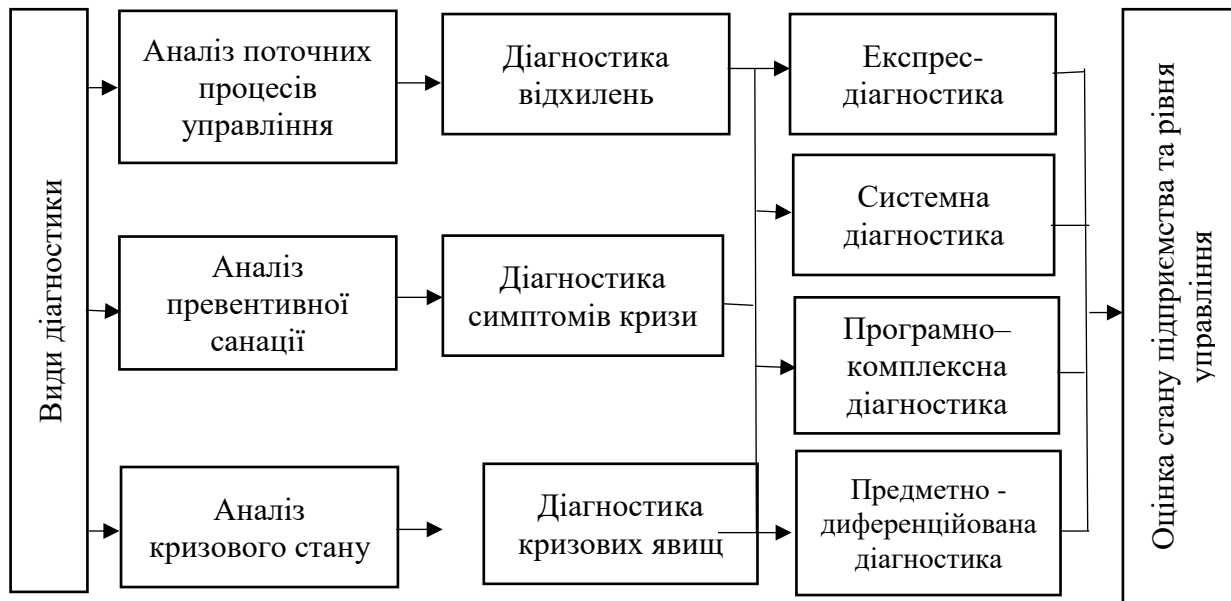 Види діагностики
Аналіз поточних
процесів
управління
Діагностика
відхилень
Експрес-
діагностика
Системна
діагностика
Аналіз
превентивної
санації
Діагностика
симптомів кризи
Програмно–
комплексна
діагностика
Аналіз
кризового стану
Діагностика
кризових явищ
Предметно -
диференційована
діагностика
Оцінка стану підприємства та рівня
управління